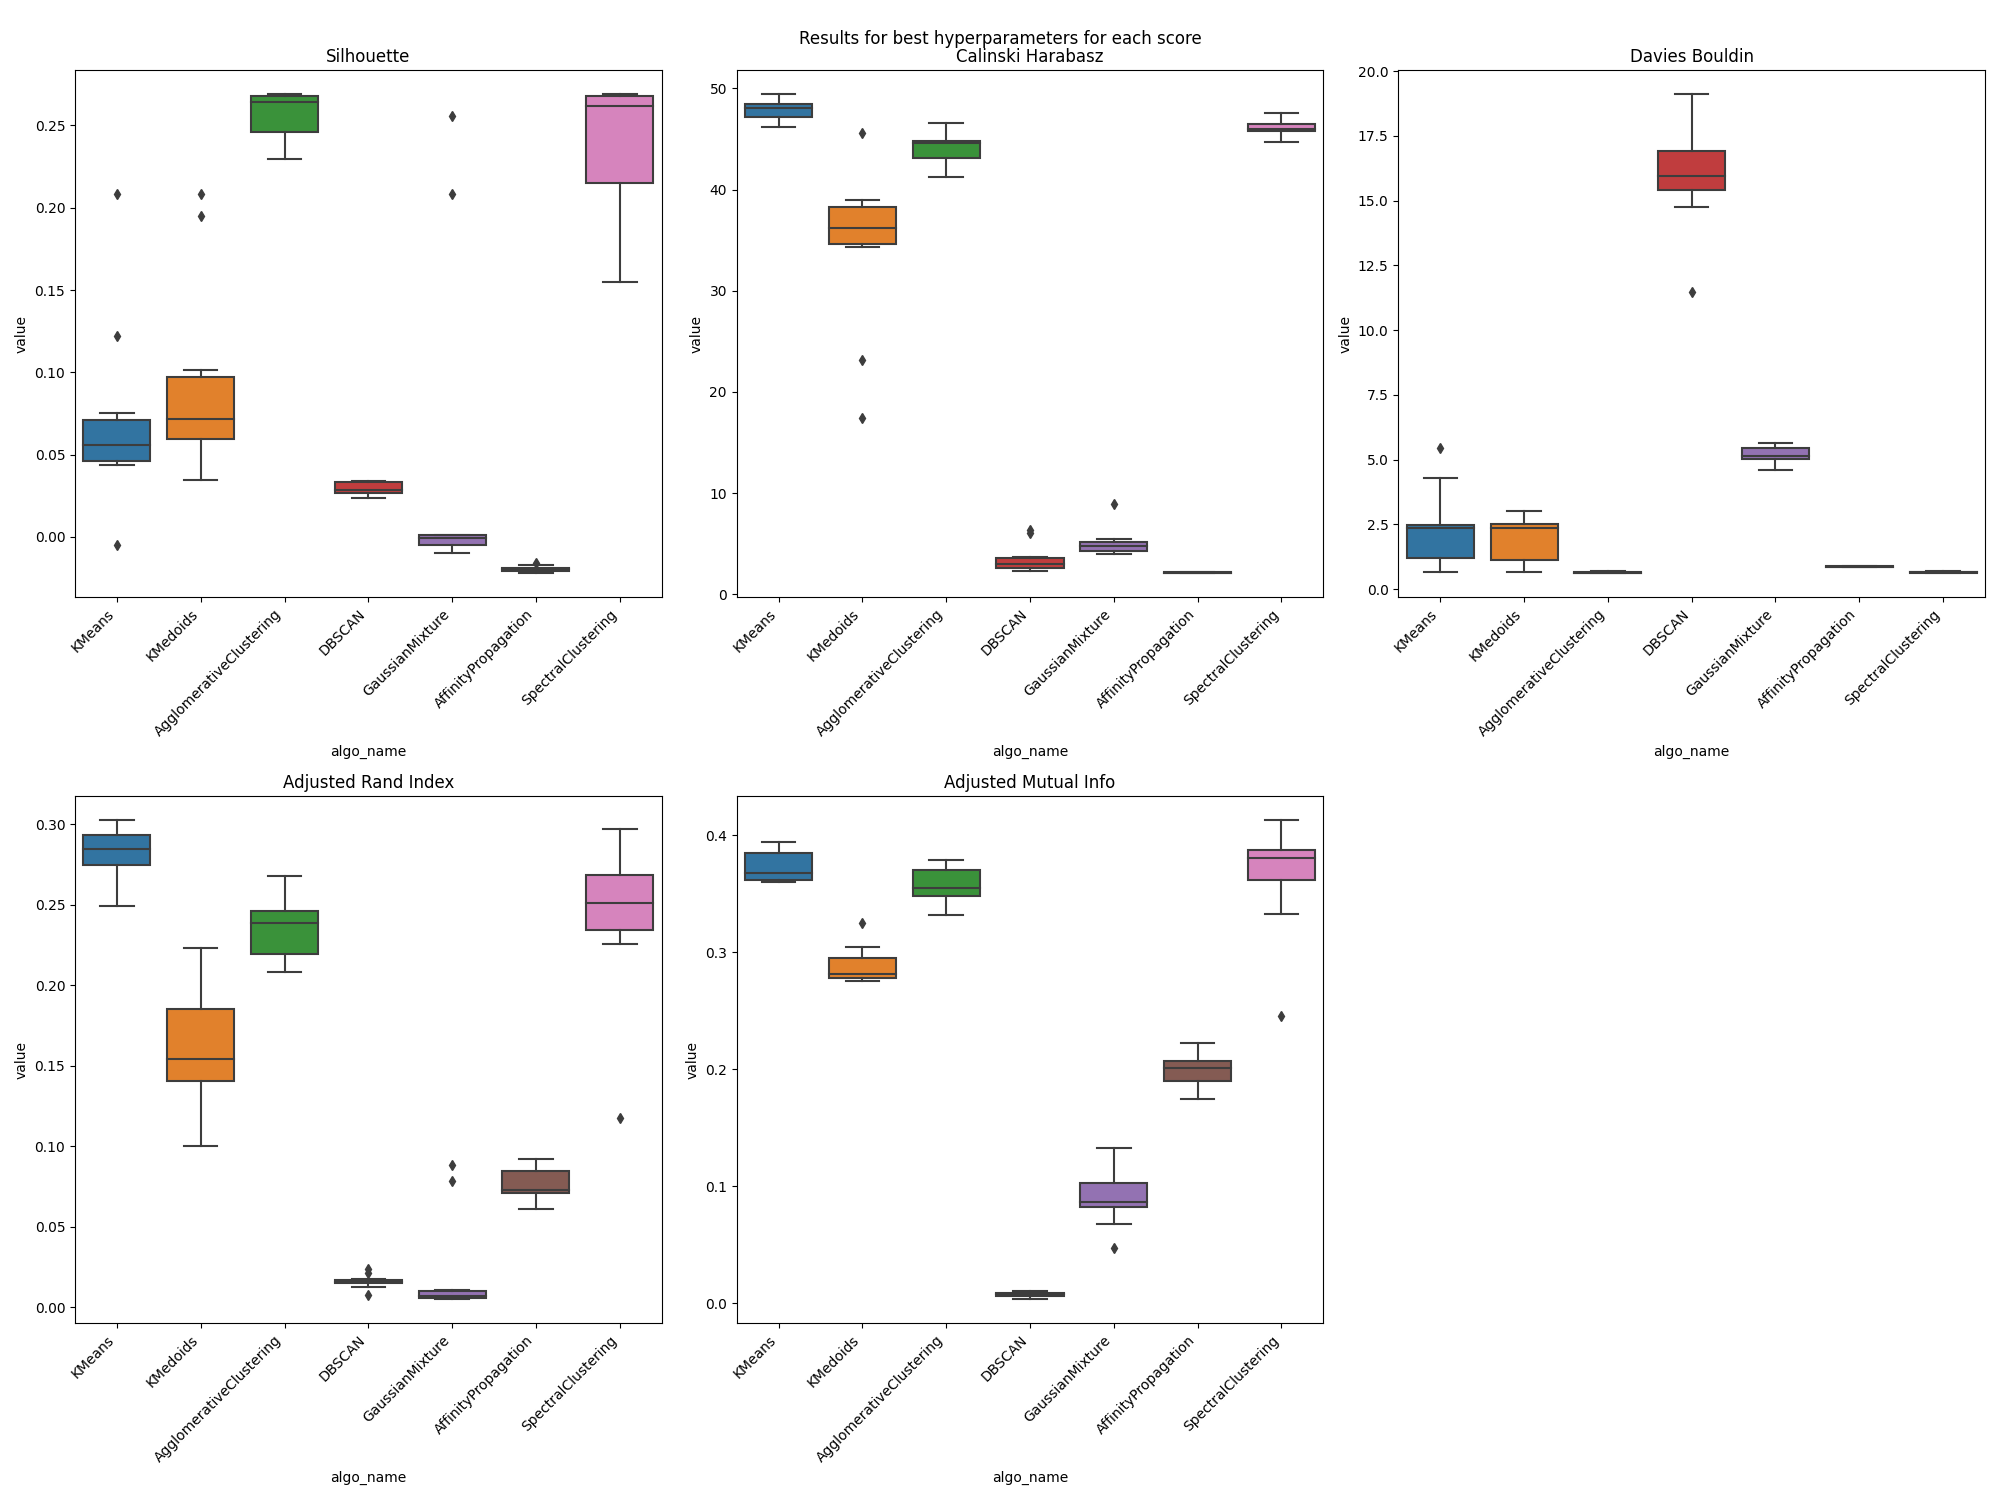 Results for best hyperparameters for each score
Silhouette
value
0.25
0.20
0.15
0.10
0.05
0.00
KMeans
KMedoids
AgglomerativeClustering
DBSCAN
GaussianMixture
AffinityPropagation
SpectralClustering
algo_name
Calinski Harabasz
value
50
40
30
20
10
0
KMeans
KMedoids
AgglomerativeClustering
DBSCAN
GaussianMixture
AffinityPropagation
SpectralClustering
algo_name
Davies Bouldin
value
20.0
17.5
15.0
12.5
10.0
7.5
5.0
2.5
0.0
KMeans
KMedoids
AgglomerativeClustering
DBSCAN
GaussianMixture
AffinityPropagation
SpectralClustering
algo_name
Adjusted Rand Index
value
0.30
0.25
0.20
0.15
0.10
0.05
0.00
KMeans
KMedoids
AgglomerativeClustering
DBSCAN
GaussianMixture
AffinityPropagation
SpectralClustering
algo_name
Adjusted Mutual Info
value
0.4
0.3
0.2
0.1
0.0
KMeans
KMedoids
AgglomerativeClustering
DBSCAN
GaussianMixture
AffinityPropagation
SpectralClustering
algo_name